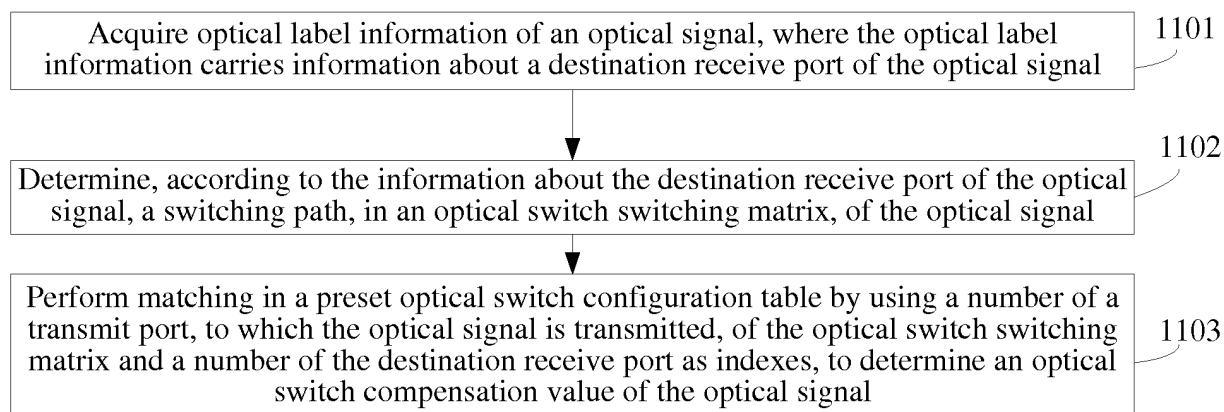 Acquire optical label information of an optical signal, where the optical label
information carries information about a destination receive port of the optical signal
1101
Determine, according to the information about the destination receive port of the optical
signal, a switching path, in an optical switch switching matrix, of the optical signal
1102
Perform matching in a preset optical switch configuration table by using a number of a
transmit port, to which the optical signal is transmitted, of the optical switch switching
matrix and a number of the destination receive port as indexes, to determine an optical
switch compensation value of the optical signal
1103